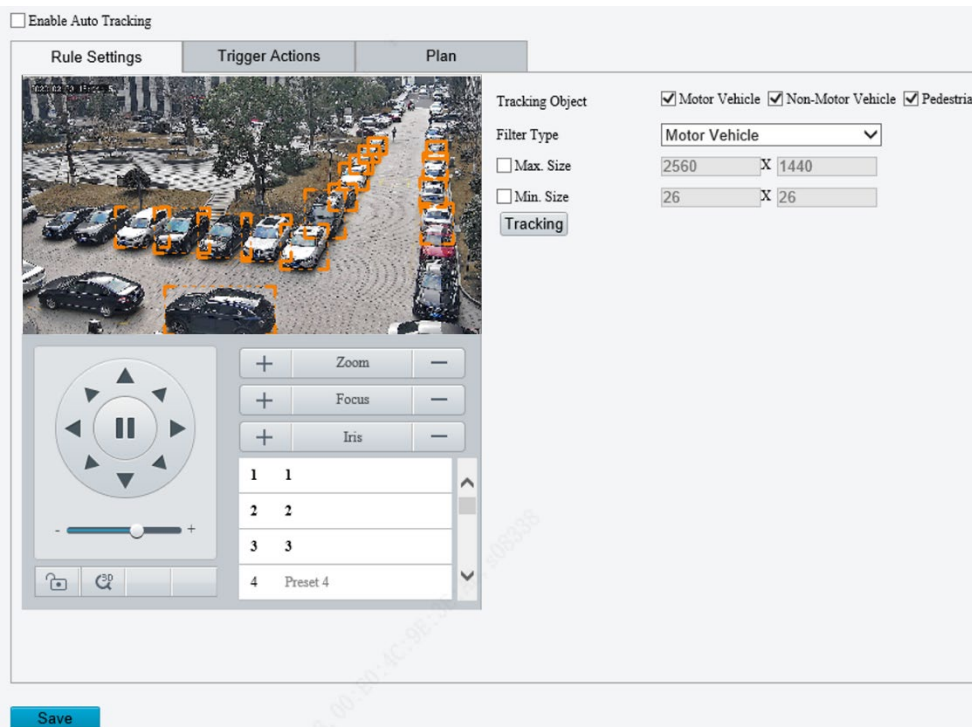 Enable Auto Tracking
Rule Settings Trigger Actions Plan
Tracking Object Motor Vehicle Non-Motor Vehicle Pedestria
Filter Type Motor Vehicle
Max. Size 2560 X 1440
Min. Size 26 X 26
Tracking
+ Zoom −
+ Focus −
+ Iris −
1 1
2 2
3 3
- +
3D
4 Preset 4
Save